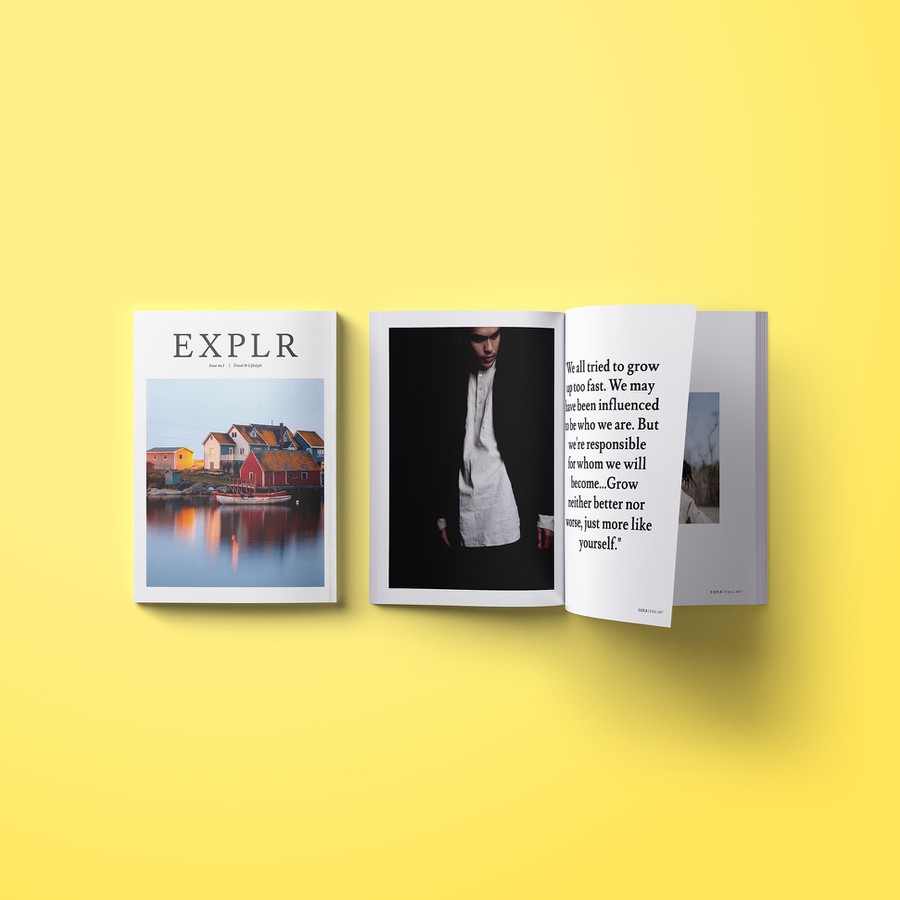 EXPLR
Issue no.1 | Travel & Lifestyle
"We all tried to grow
up too fast. We may
have been influenced
to be who we are. But
we're responsible
for whom we will
become...Grow
neither better nor
worse, just more like
yourself."
EXPLR
EXPLR